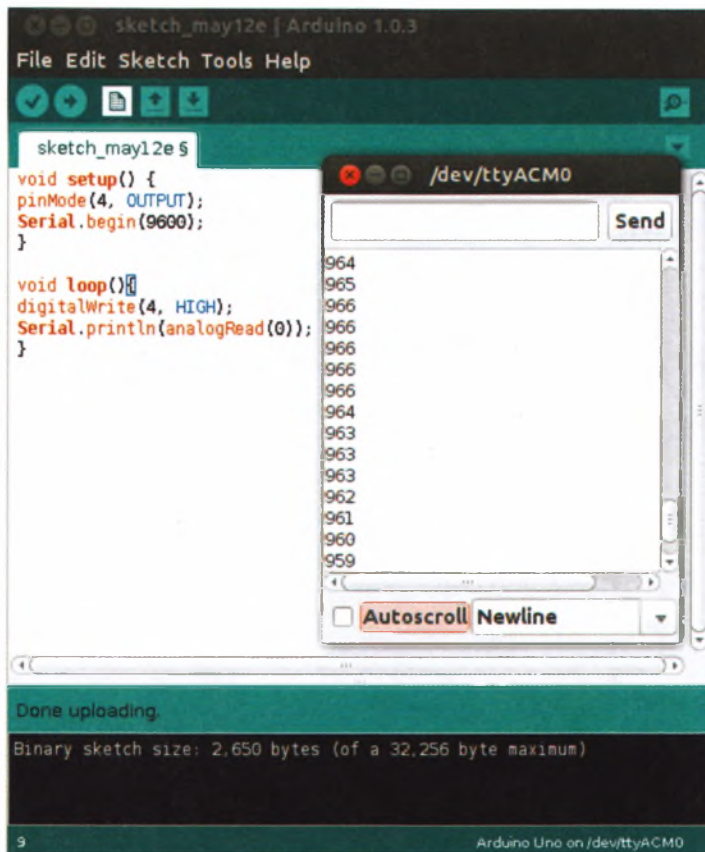 sketch_may12e | Arduino 1.0.3
File Edit Sketch Tools Help
sketch_may12e §
void setup() {
pinMode(4, OUTPUT);
Serial.begin(9600);
}
void loop(){
digitalWrite(4, HIGH);
Serial.println(analogRead(0));
}
/dev/ttyACM0
Send
964
965
966
966
966
966
966
964
963
963
963
962
961
960
959
Autoscroll Newline
Done uploading.
Binary sketch size: 2,650 bytes (of a 32,256 byte maximum)
9 Arduino Uno on /dev/ttyACM0